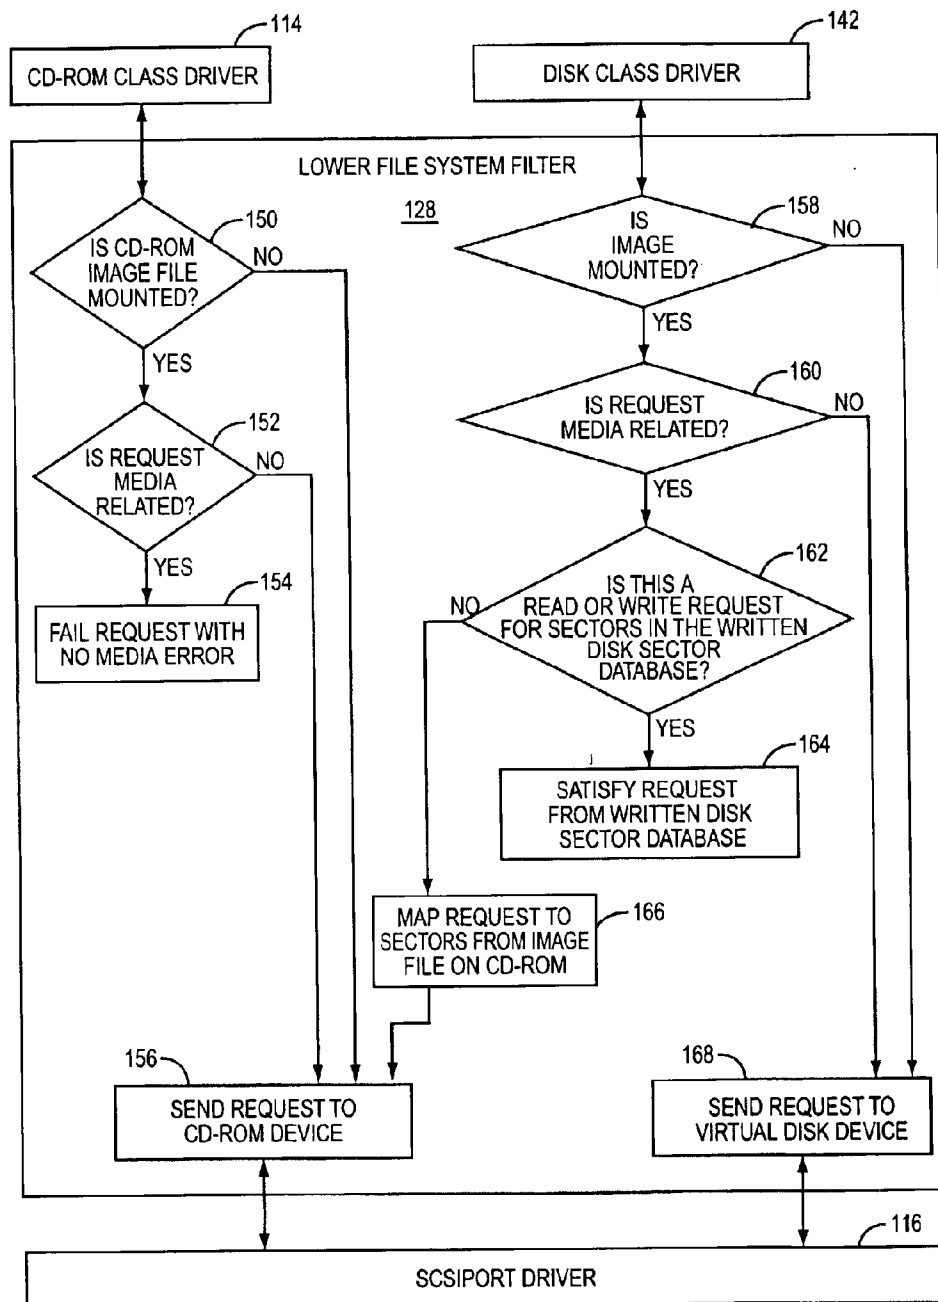 114
CD-ROM CLASS DRIVER
142
DISK CLASS DRIVER
LOWER FILE SYSTEM FILTER
128
150
IS CD-ROM
IMAGE FILE
MOUNTED?
NO
YES
152
IS REQUEST
MEDIA
RELATED?
NO
YES
154
FAIL REQUEST WITH
NO MEDIA ERROR
158
IS
IMAGE
MOUNTED?
NO
YES
160
IS REQUEST
MEDIA RELATED?
NO
YES
162
IS THIS A
READ OR WRITE REQUEST
FOR SECTORS IN THE WRITTEN
DISK SECTOR
DATABASE?
NO
YES
164
SATISFY REQUEST
FROM WRITTEN DISK
SECTOR DATABASE
166
MAP REQUEST TO
SECTORS FROM IMAGE
FILE ON CD-ROM
156
SEND REQUEST TO
CD-ROM DEVICE
168
SEND REQUEST TO
VIRTUAL DISK DEVICE
116
SCSIPORT DRIVER